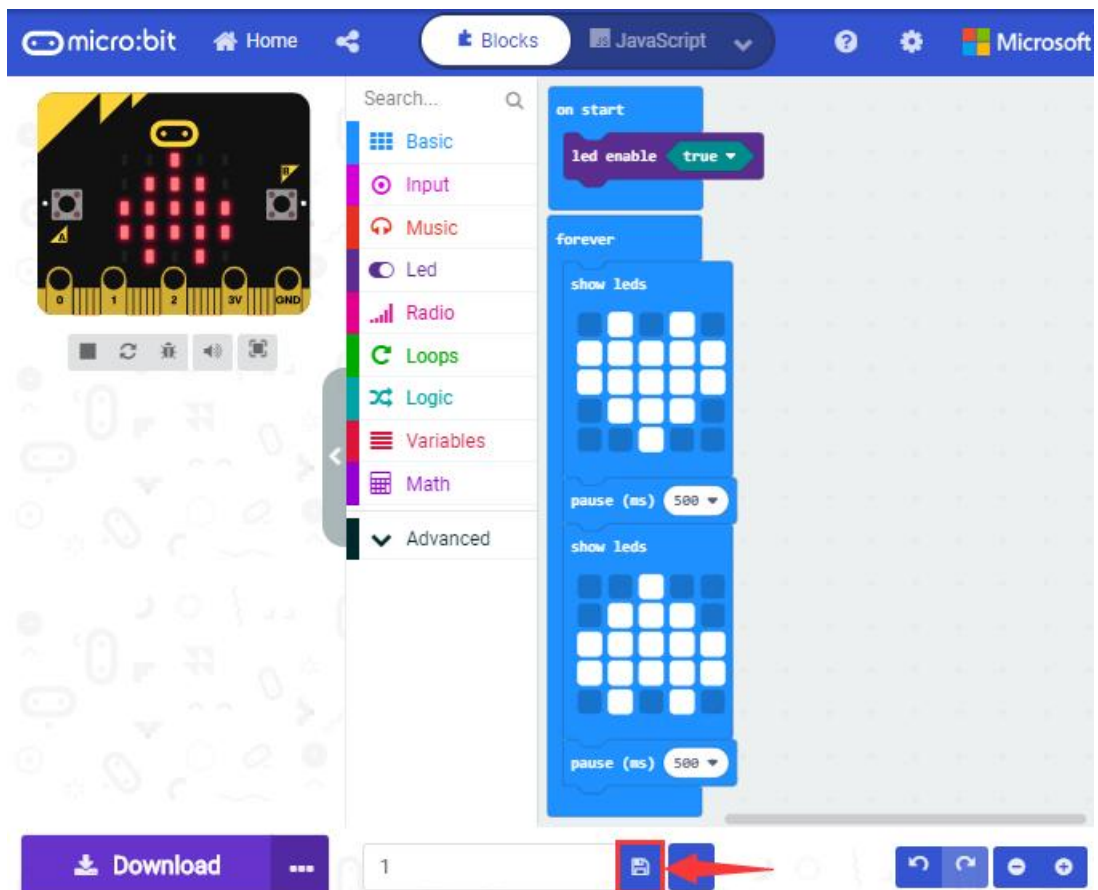 micro:bit Home Blocks JavaScript ? Microsoft
Search...
Basic
Input
Music
Led
Radio
Loops
Logic
Variables
Math
Advanced
A
B
0 1 2 3V GND
on start
led enable true
forever
show leds
pause (ms) 500
show leds
pause (ms) 500
Download ... 1